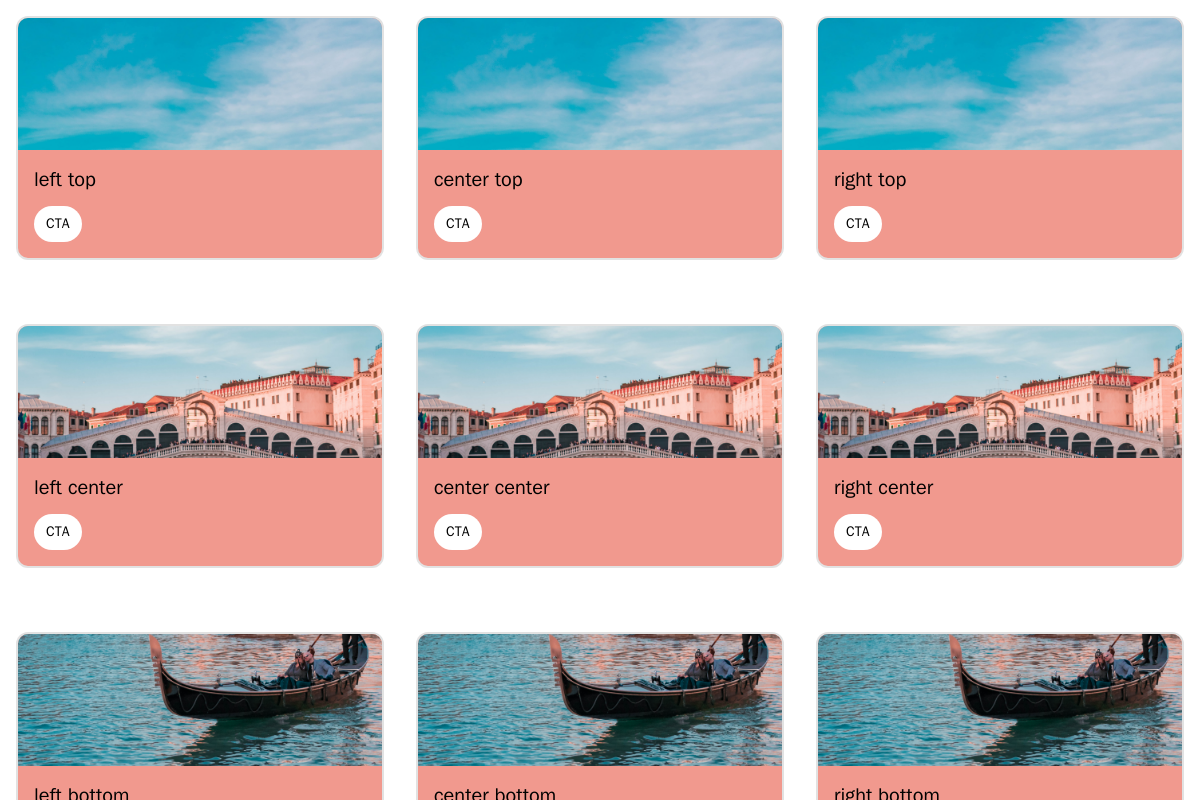 left top
center top
right top
CTA
CTA
CTA
left center
center center
right center
CTA
CTA
CTA
left bottom
center bottom
right bottom